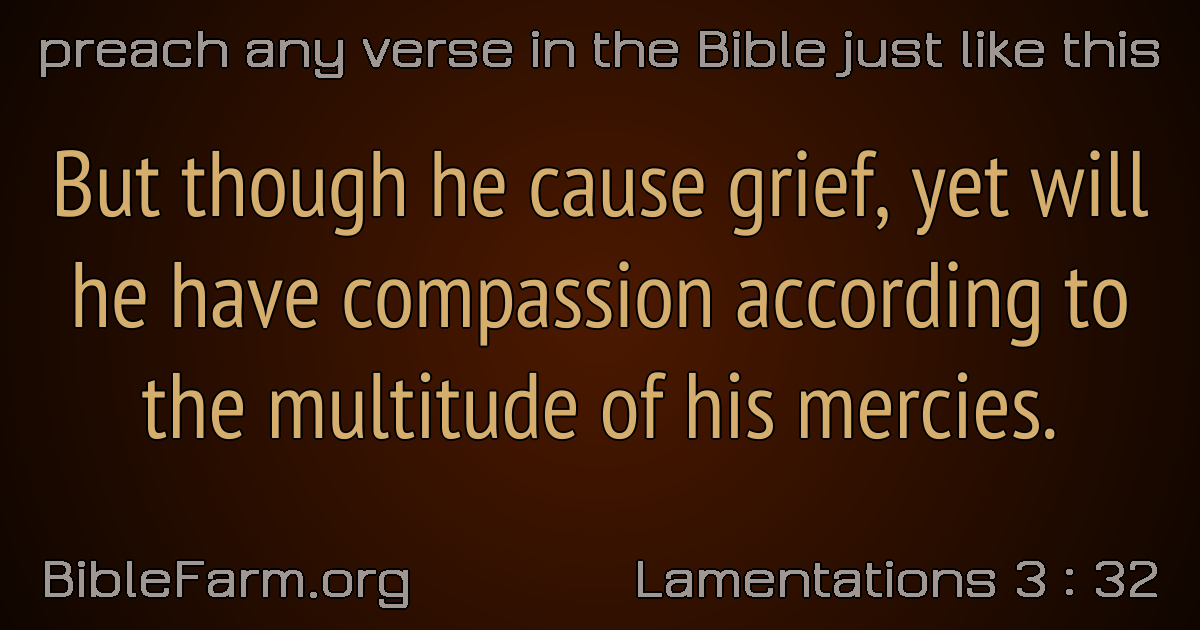 preach any verse in the Bible just like this
But though he cause grief, yet will
he have compassion according to
the multitude of his mercies.
BibleFarm.org
Lamentations 3 : 32